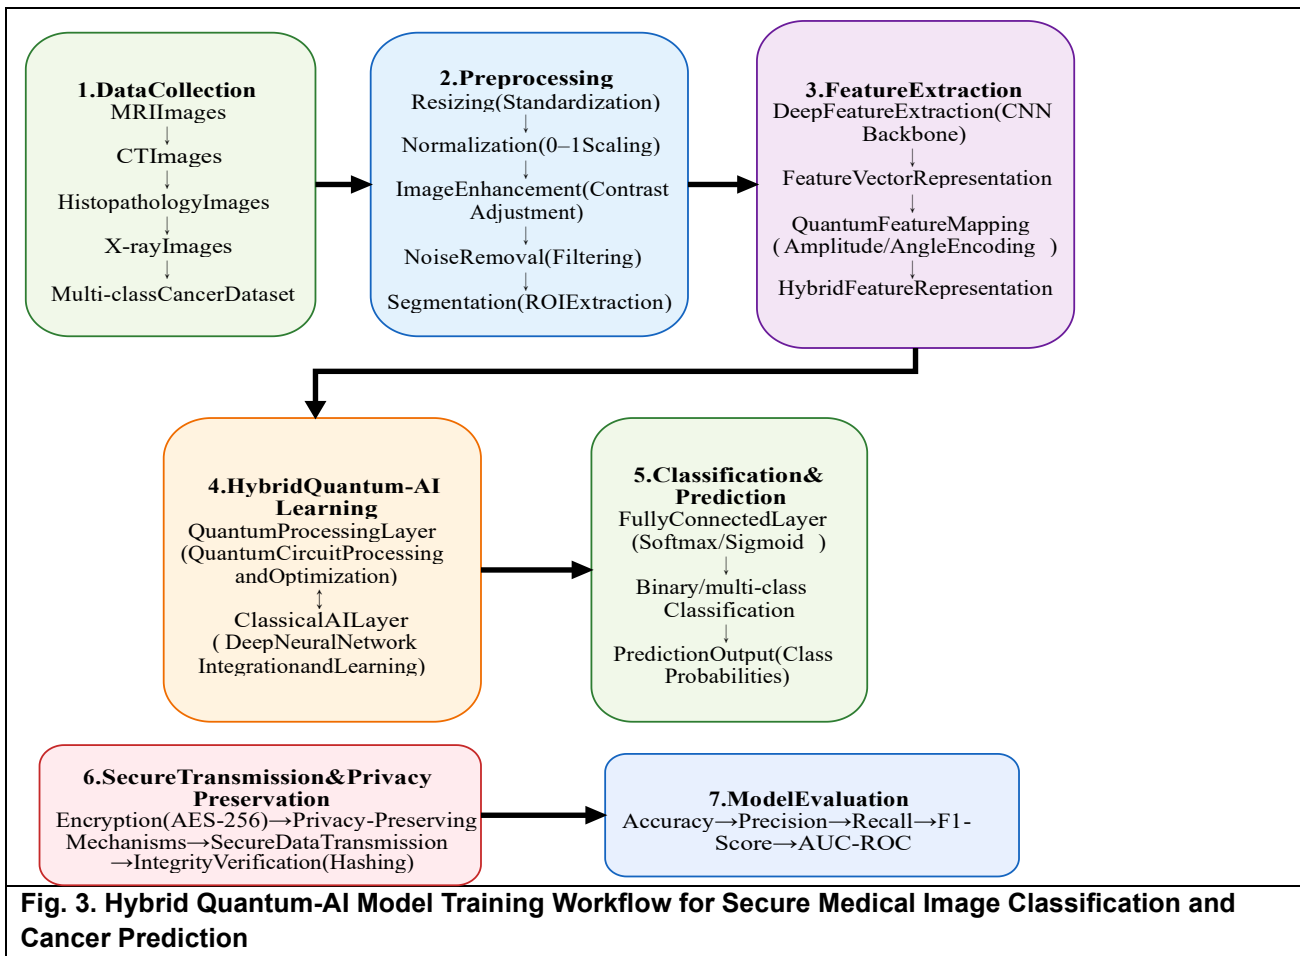 1.DataCollection
MRIImages
↓
CTImages
↓
HistopathologyImages
↓
X-rayImages
↓
Multi-classCancerDataset
2.Preprocessing
Resizing(Standardization)
↓
Normalization(0–1Scaling)
↓
ImageEnhancement(Contrast
Adjustment)
↓
NoiseRemoval(Filtering)
↓
Segmentation(ROIExtraction)
3.FeatureExtraction
DeepFeatureExtraction(CNN
Backbone)
↓
FeatureVectorRepresentation
↓
QuantumFeatureMapping
( Amplitude/AngleEncoding )
↓
HybridFeatureRepresentation
4.HybridQuantum-AI
Learning
QuantumProcessingLayer
(QuantumCircuitProcessing
andOptimization)
↕
ClassicalAILayer
( DeepNeuralNetwork
IntegrationandLearning)
5.Classification&
Prediction
FullyConnectedLayer
(Softmax/Sigmoid )
↓
Binary/multi-class
Classification
↓
PredictionOutput(Class
Probabilities)
6.SecureTransmission&Privacy
Preservation
Encryption(AES-256)→Privacy-Preserving
Mechanisms→SecureDataTransmission
→IntegrityVerification(Hashing)
7.ModelEvaluation
Accuracy→Precision→Recall→F1-
Score→AUC-ROC
Fig. 3. Hybrid Quantum-AI Model Training Workflow for Secure Medical Image Classification and
Cancer Prediction